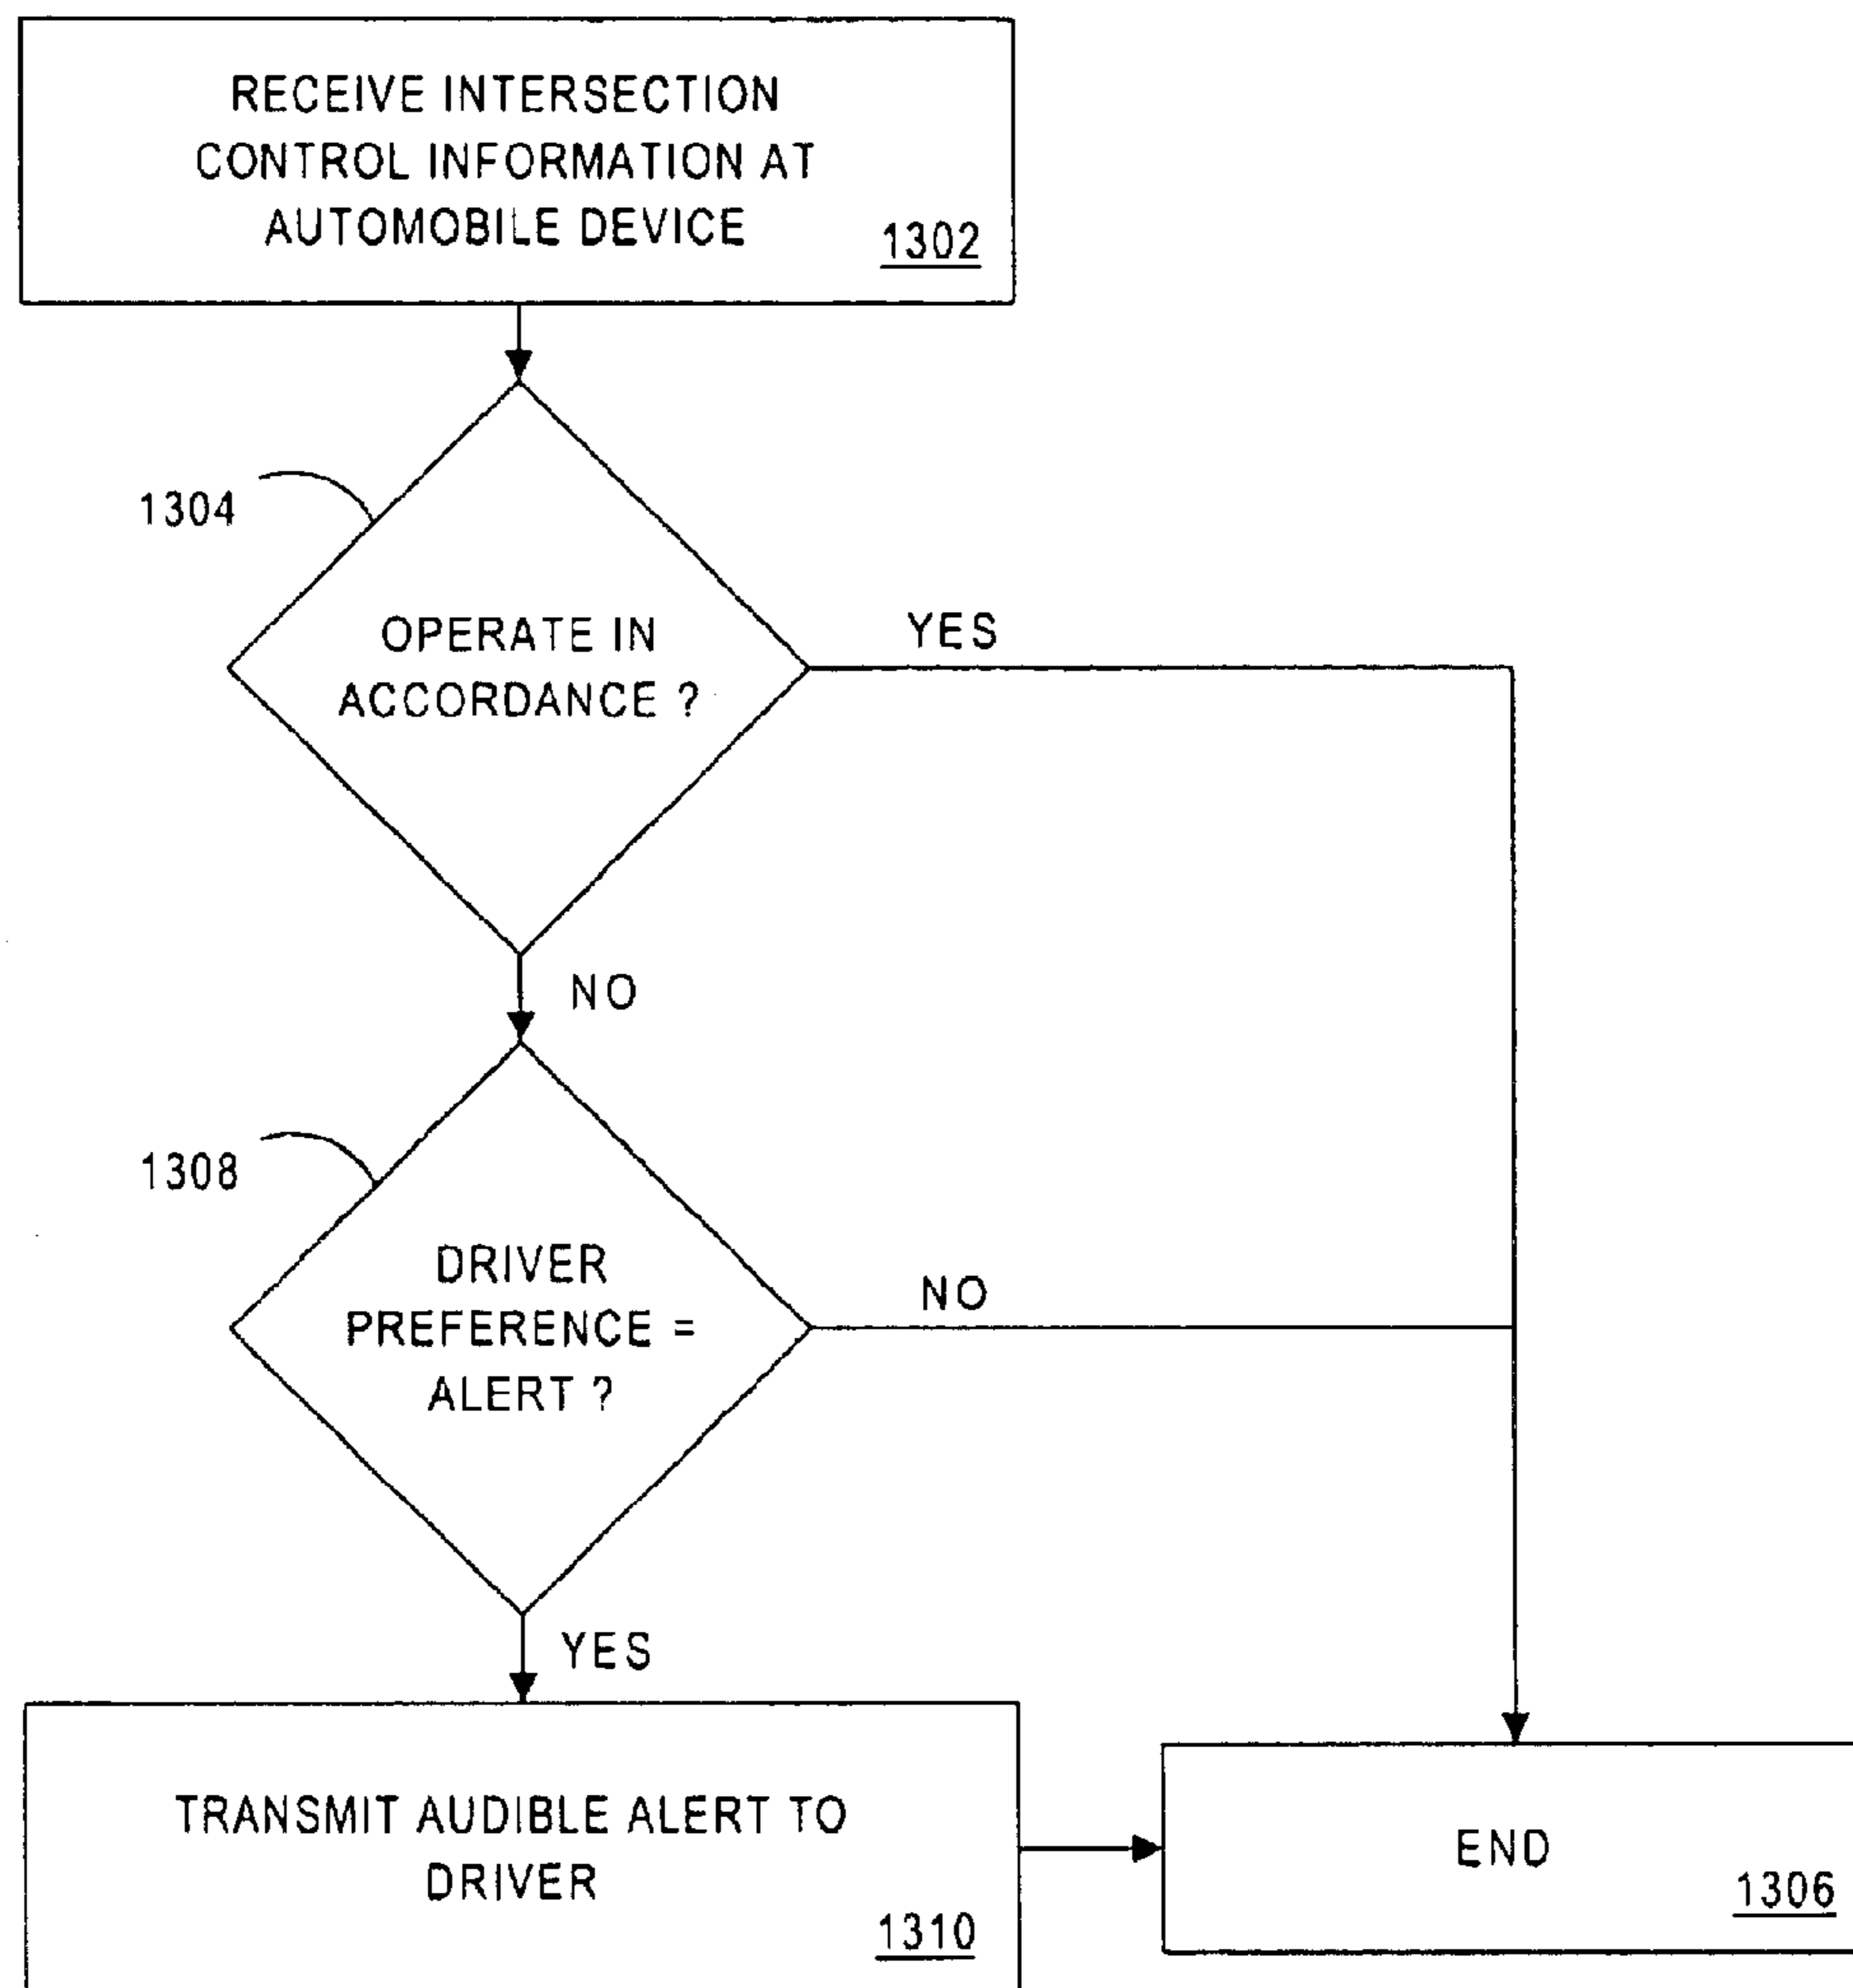 RECEIVE INTERSECTION
CONTROL INFORMATION AT
AUTOMOBILE DEVICE
1302
1304
OPERATE IN
ACCORDANCE ?
YES
NO
1308
DRIVER
PREFERENCE =
ALERT ?
NO
YES
TRANSMIT AUDIBLE ALERT TO
DRIVER
1310
END
1306